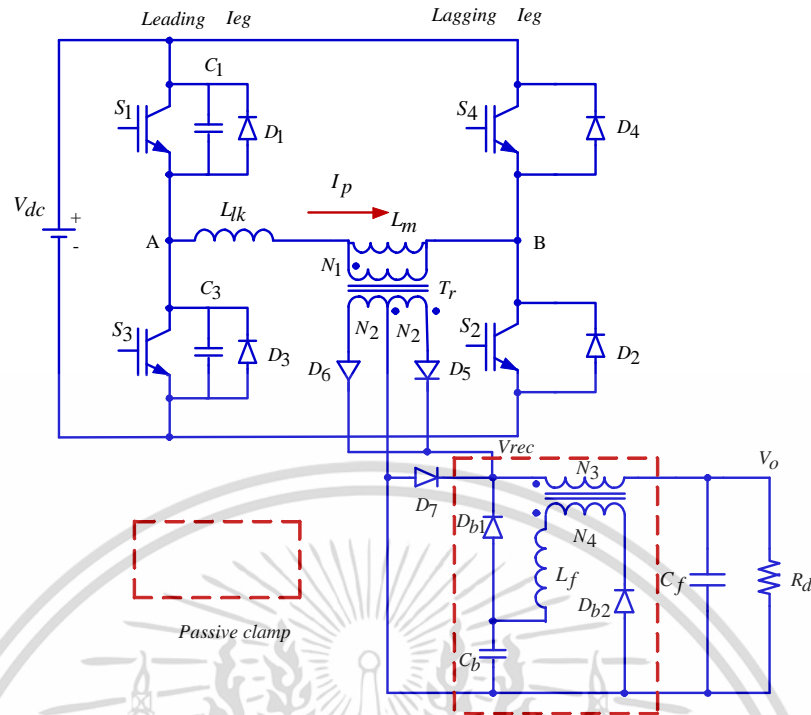 Leading Ieg
Lagging Ieg
C1
S1
D1
S4
D4
Vdc
+
-
A
Llk
Ip
Lm
B
N1
Tr
C3
S3
D3
N2
N2
S2
D2
D6
D5
Vrec
Vo
N3
D7
Db1
N4
Lf
Db2
Cf
Rd
Cb
Passive clamp